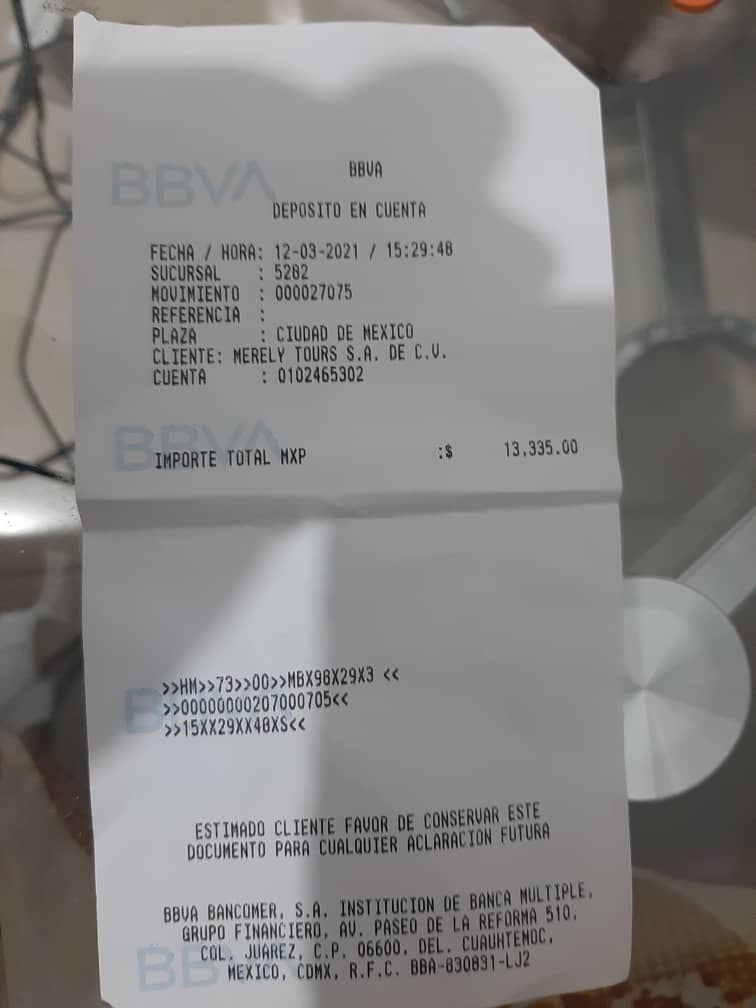 BBVA
BBVA
DEPOSITO EN CUENTA
FECHA / HORA: 12-03-2021 / 15:29:48
SUCURSAL : 5282
MOVIMIENTO : 000027075
REFERENCIA :
PLAZA : CIUDAD DE MEXICO
CLIENTE: MERELY TOURS S.A. DE C.V.
CUENTA : 0102465302
BBVA
IMPORTE TOTAL MXP :$ 13,335.00
>>HM>>73>>00>>MBX98X29X3 <<
>>00000000207000705<<
>>15XX29XX48XS<<
ESTIMADO CLIENTE FAVOR DE CONSERVAR ESTE
DOCUMENTO PARA CUALQUIER ACLARACION FUTURA
BBVA BANCOMER, S.A. INSTITUCION DE BANCA MULTIPLE,
GRUPO FINANCIERO, AV. PASEO DE LA REFORMA 510,
COL. JUAREZ, C.P. 06600, DEL. CUAUHTEMOC,
MEXICO, CDMX, R.F.C. BBA-830831-LJ2
BBVA